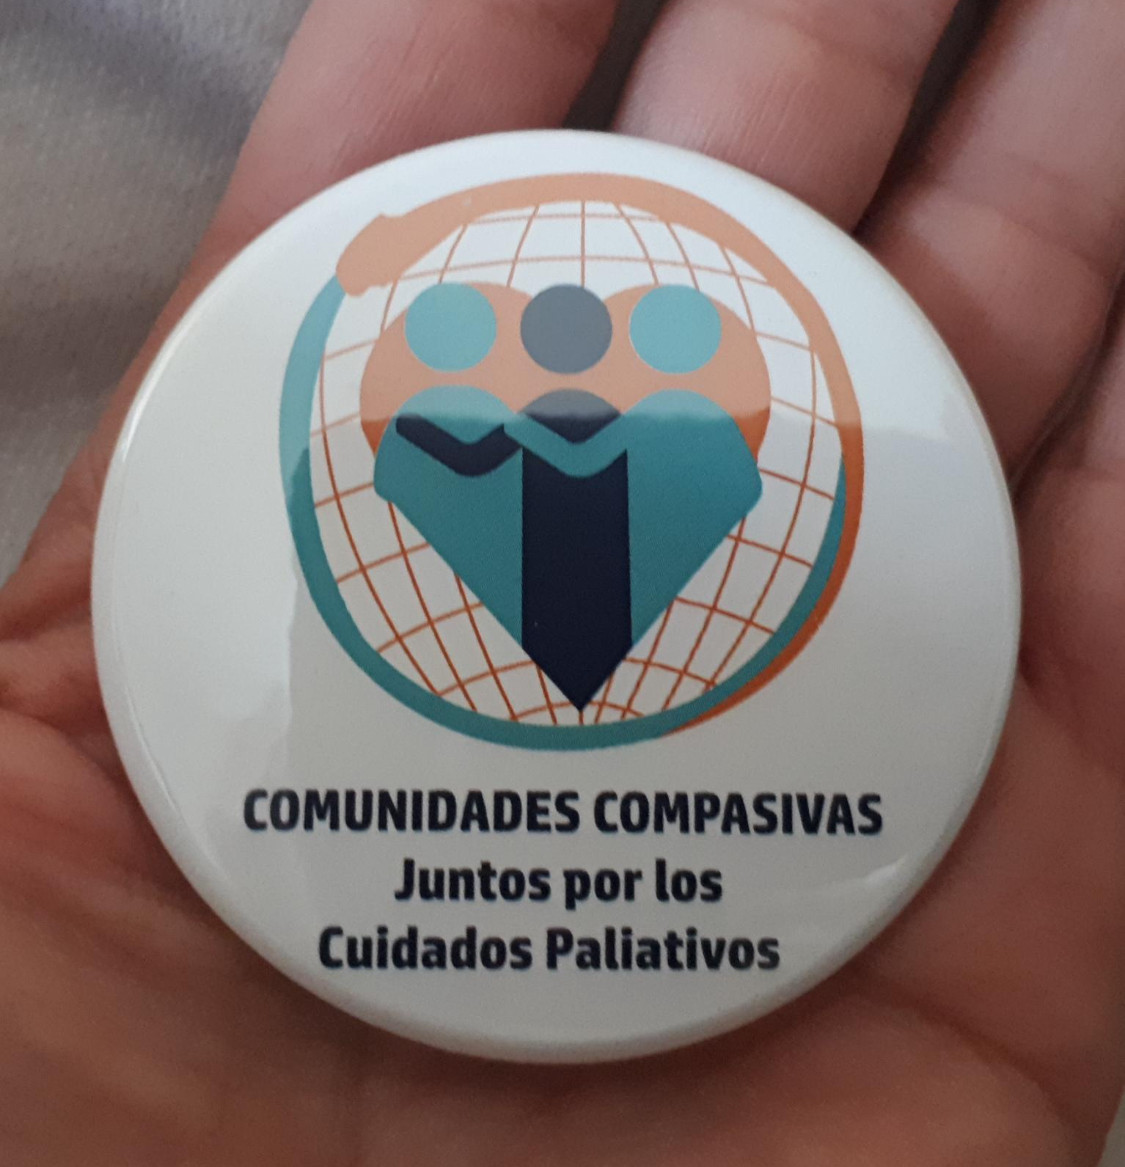 COMUNIDADES COMPASIVAS
Juntos por los
Cuidados Paliativos